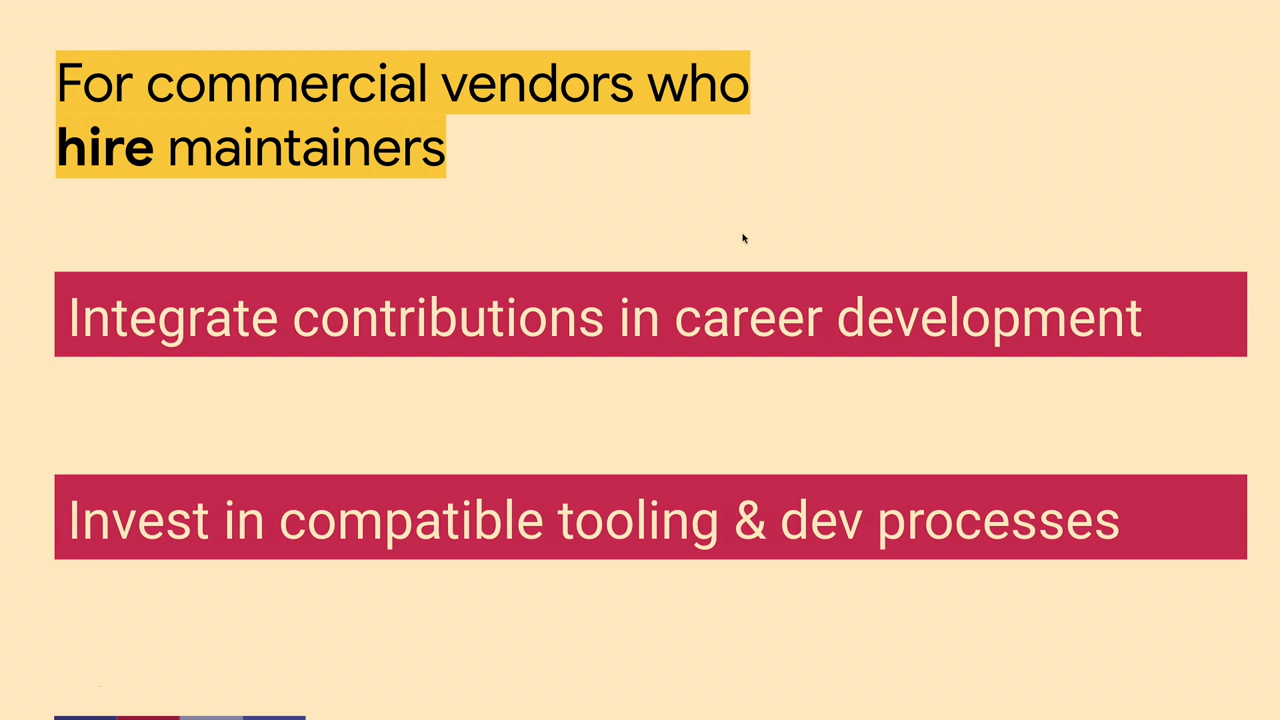 For commercial vendors who
hire maintainers
Integrate contributions in career development
Invest in compatible tooling & dev processes